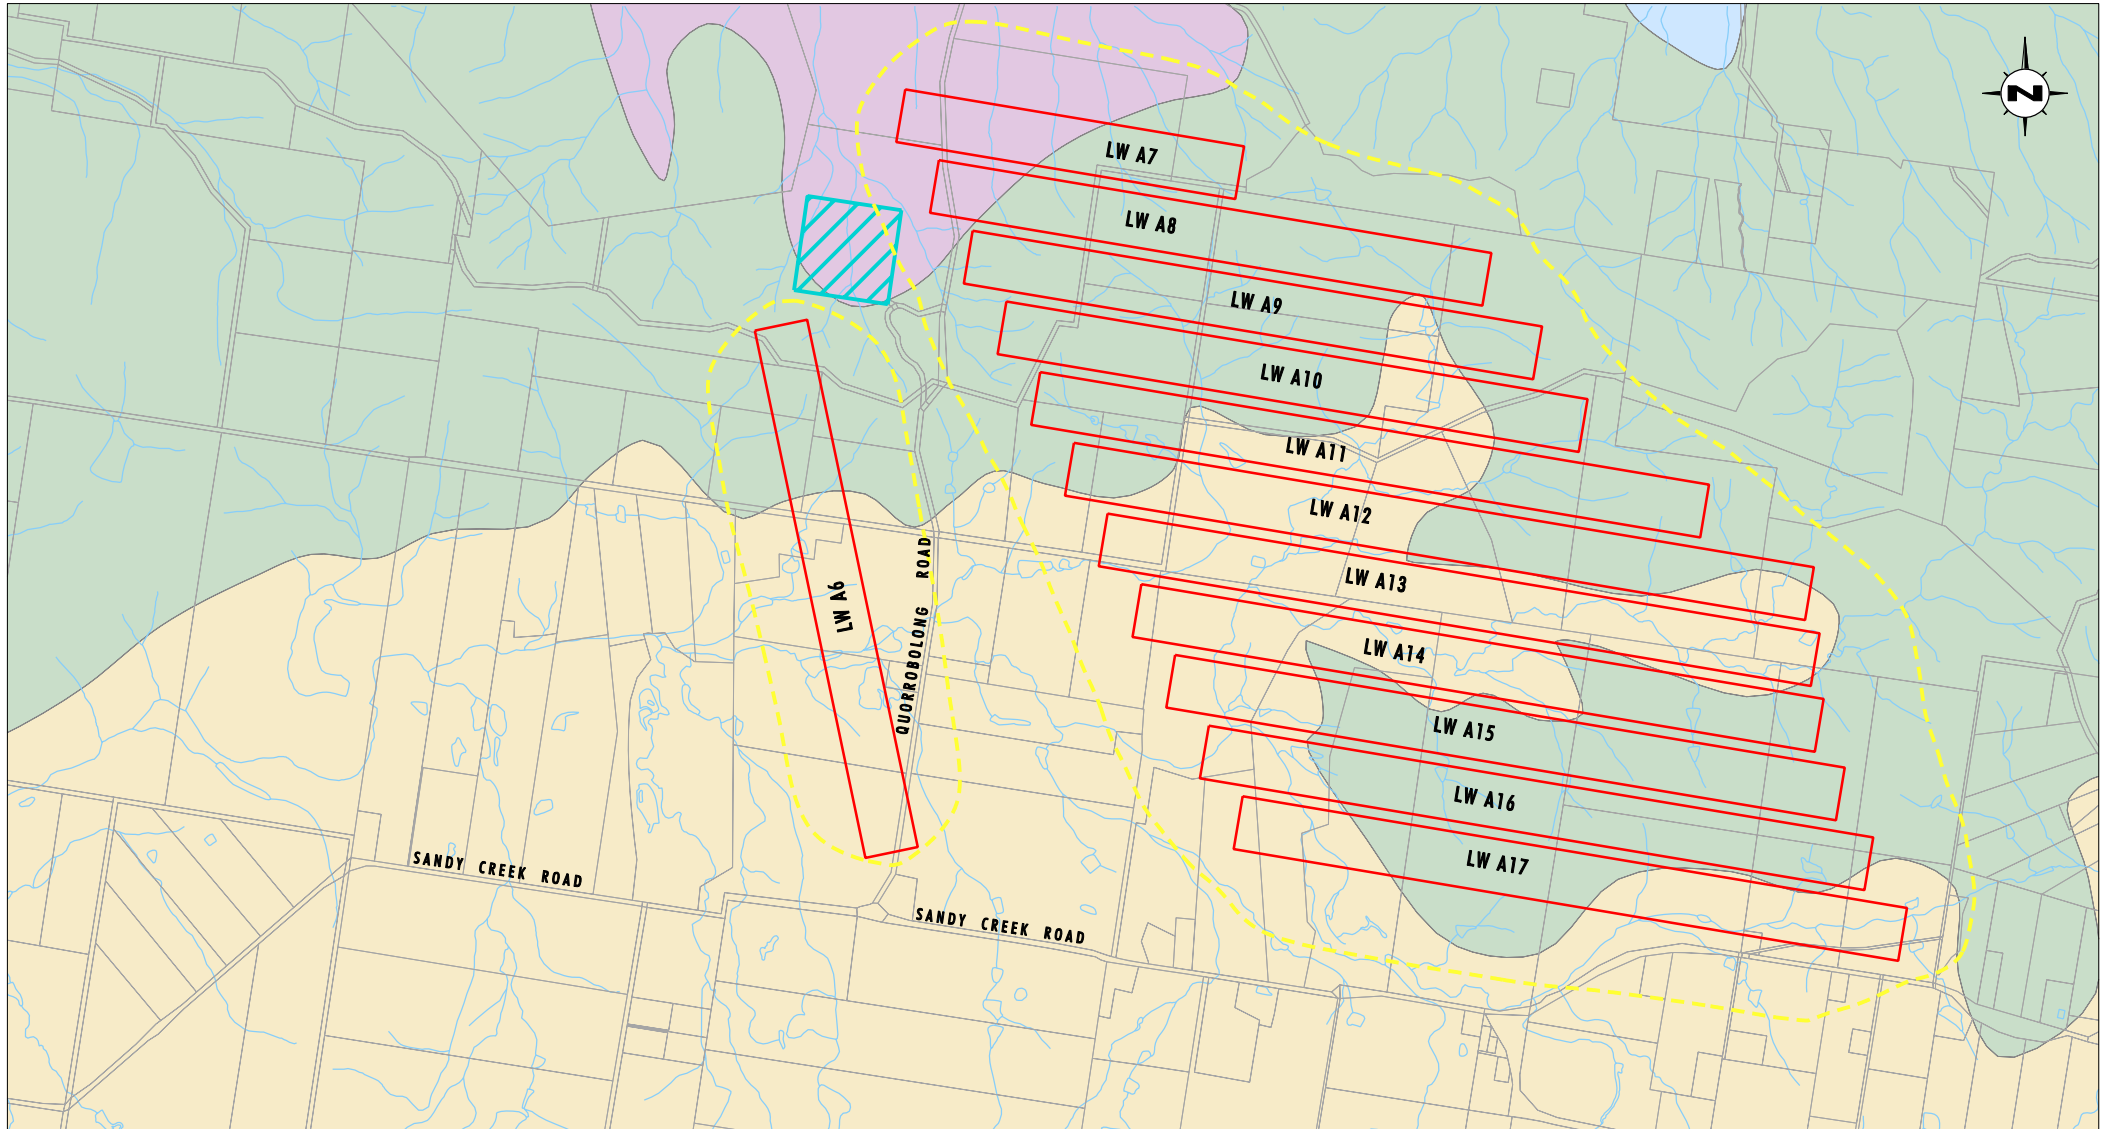 N
LW A7
LW A8
LW A9
LW A10
LW A11
LW A12
LW A13
LW A14
LW A15
LW A16
LW A17
LW A6
QUORROBOLONG ROAD
SANDY CREEK ROAD
SANDY CREEK ROAD